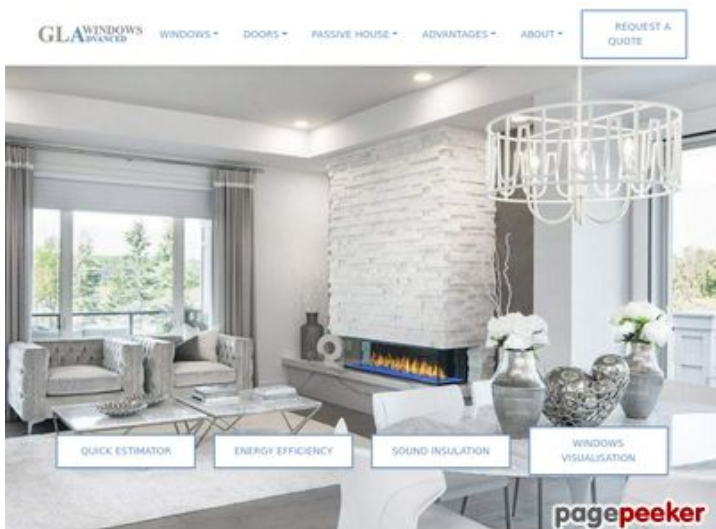 GLA WINDOWS
ADVANCED
WINDOWS
DOORS
PASSIVE HOUSE
ADVANTAGES
ABOUT
REQUEST A
QUOTE
QUICK ESTIMATOR
ENERGY EFFICIENCY
SOUND INSULATION
WINDOWS
VISUALISATION
pagepeeker